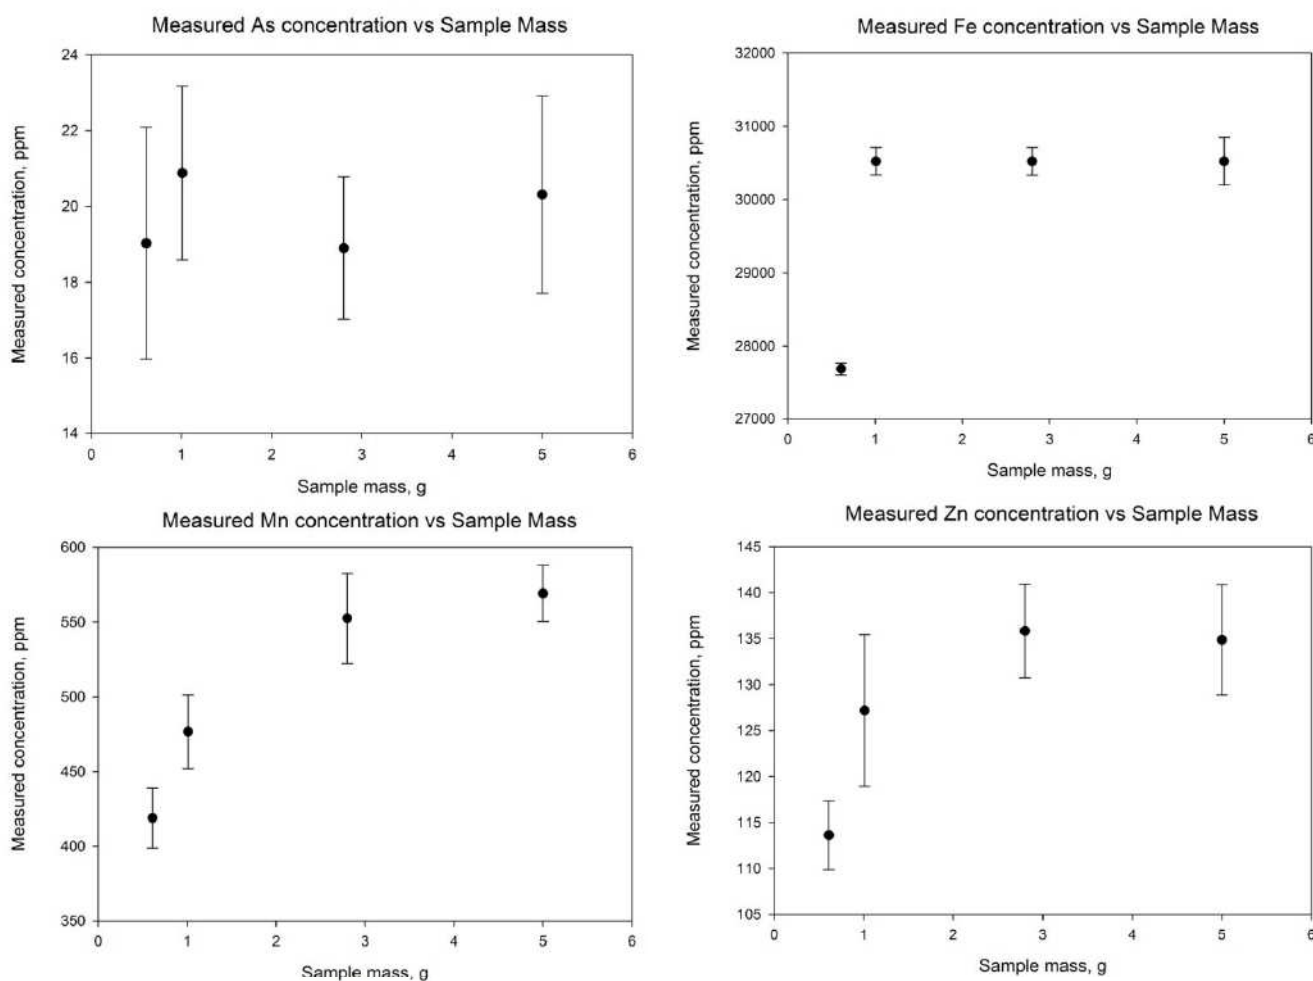 Measured As concentration vs Sample Mass
Measured concentration, ppm
24
22
20
18
16
14
0 1 2 3 4 5 6
Sample mass, g
Measured Fe concentration vs Sample Mass
Measured concentration, ppm
32000
31000
30000
29000
28000
27000
0 1 2 3 4 5 6
Sample mass, g
Measured Mn concentration vs Sample Mass
Measured concentration, ppm
600
550
500
450
400
350
0 1 2 3 4 5 6
Sample mass, g
Measured Zn concentration vs Sample Mass
Measured concentration, ppm
145
140
135
130
125
120
115
110
105
0 1 2 3 4 5 6
Sample mass, g